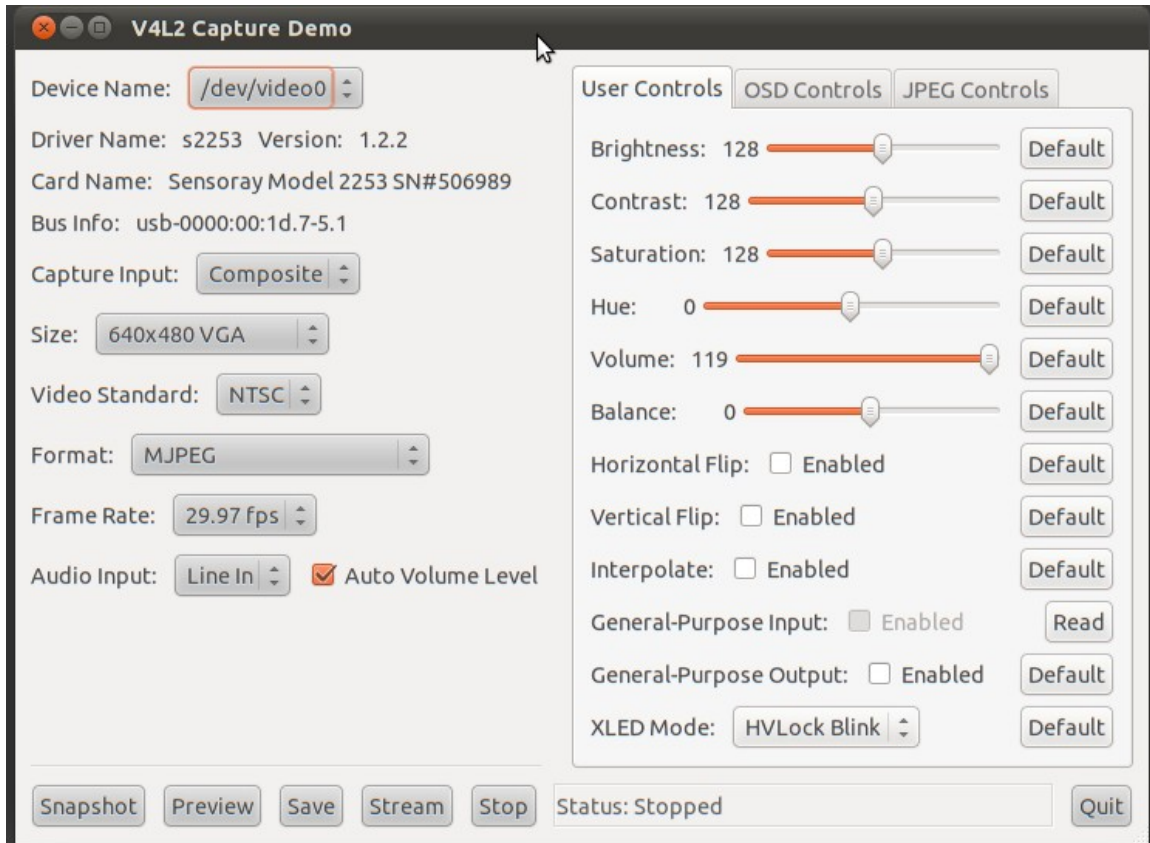 V4L2 Capture Demo
Device Name: /dev/video0
Driver Name: s2253 Version: 1.2.2
Card Name: Sensoray Model 2253 SN#506989
Bus Info: usb-0000:00:1d.7-5.1
Capture Input: Composite
Size: 640x480 VGA
Video Standard: NTSC
Format: MJPEG
Frame Rate: 29.97 fps
Audio Input: Line In Auto Volume Level
User Controls OSD Controls JPEG Controls
Brightness: 128 Default
Contrast: 128 Default
Saturation: 128 Default
Hue: 0 Default
Volume: 119 Default
Balance: 0 Default
Horizontal Flip: Enabled Default
Vertical Flip: Enabled Default
Interpolate: Enabled Default
General-Purpose Input: Enabled Read
General-Purpose Output: Enabled Default
XLED Mode: HVLock Blink Default
Snapshot Preview Save Stream Stop Status: Stopped Quit